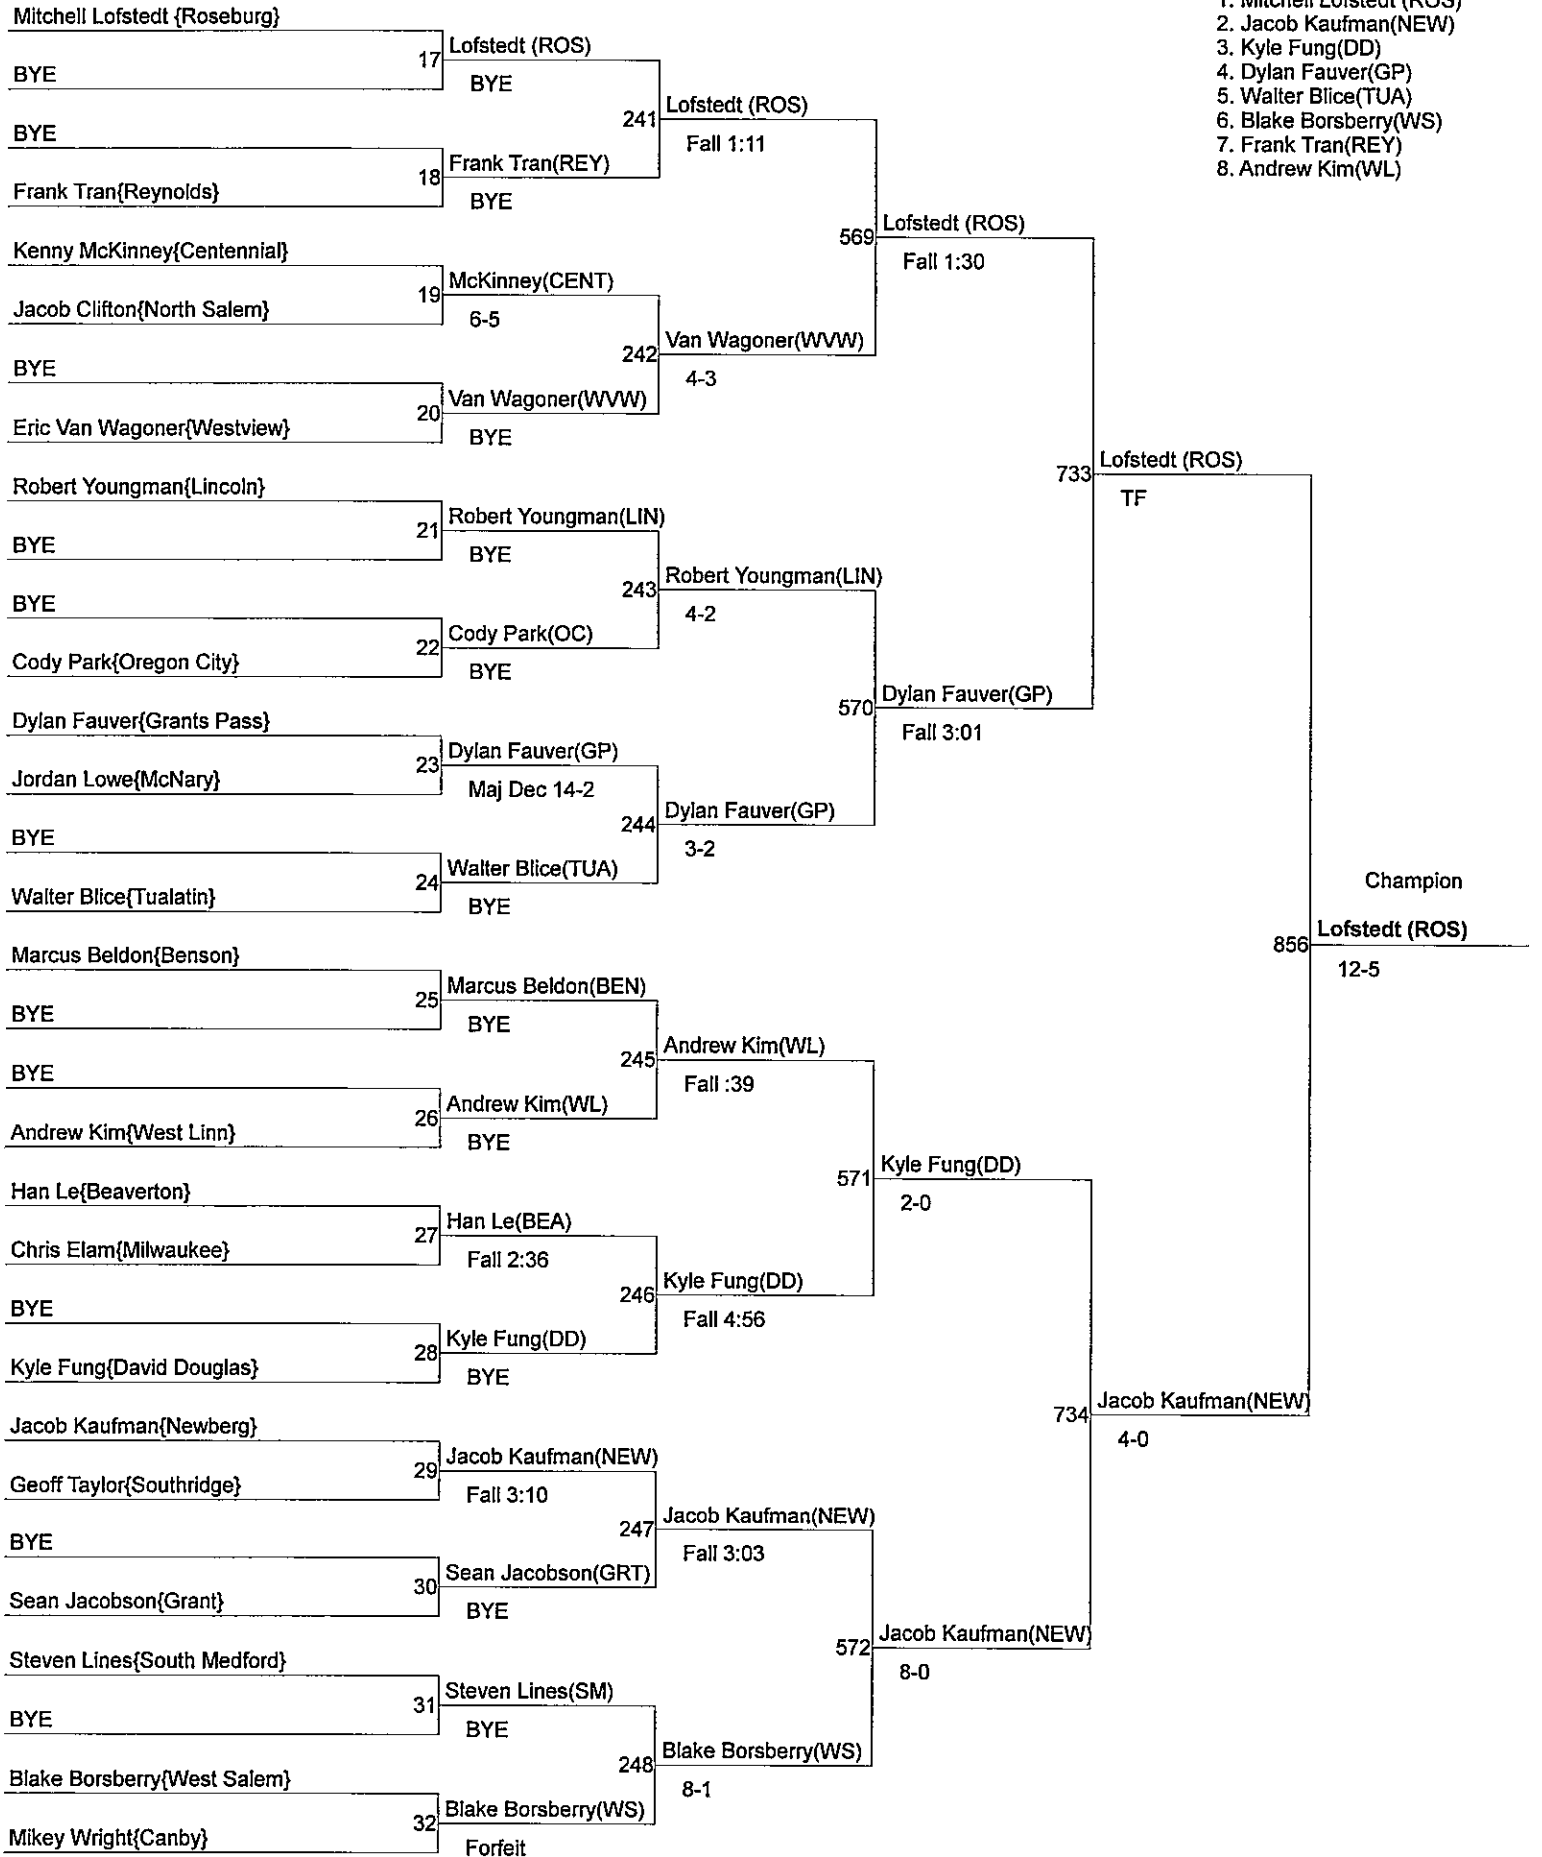 1. Mitchell Lofstedt (ROS)
2. Jacob Kaufman(NEW)
3. Kyle Fung(DD)
4. Dylan Fauver(GP)
5. Walter Blice(TUA)
6. Blake Borsberry(WS)
7. Frank Tran(REY)
8. Andrew Kim(WL)
Mitchell Lofstedt {Roseburg}
BYE
BYE
Frank Tran{Reynolds}
Kenny McKinney{Centennial}
Jacob Clifton{North Salem}
BYE
Eric Van Wagoner{Westview}
Robert Youngman{Lincoln}
BYE
BYE
Cody Park{Oregon City}
Dylan Fauver{Grants Pass}
Jordan Lowe{McNary}
BYE
Walter Blice{Tualatin}
Marcus Beldon{Benson}
BYE
BYE
Andrew Kim{West Linn}
Han Le{Beaverton}
Chris Elam{Milwaukee}
BYE
Kyle Fung{David Douglas}
Jacob Kaufman{Newberg}
Geoff Taylor{Southridge}
BYE
Sean Jacobson{Grant}
Steven Lines{South Medford}
BYE
Blake Borsberry{West Salem}
Mikey Wright{Canby}
17 Lofstedt (ROS)
BYE
18 Frank Tran(REY)
BYE
19 McKinney(CENT)
6-5
20 Van Wagoner(WVW)
BYE
21 Robert Youngman(LIN)
BYE
22 Cody Park(OC)
BYE
23 Dylan Fauver(GP)
Maj Dec 14-2
24 Walter Blice(TUA)
BYE
25 Marcus Beldon(BEN)
BYE
26 Andrew Kim(WL)
BYE
27 Han Le(BEA)
Fall 2:36
28 Kyle Fung(DD)
BYE
29 Jacob Kaufman(NEW)
Fall 3:10
30 Sean Jacobson(GRT)
BYE
31 Steven Lines(SM)
BYE
32 Blake Borsberry(WS)
Forfeit
241 Lofstedt (ROS)
Fall 1:11
242 Van Wagoner(WVW)
4-3
243 Robert Youngman(LIN)
4-2
244 Dylan Fauver(GP)
3-2
245 Andrew Kim(WL)
Fall :39
246 Kyle Fung(DD)
Fall 4:56
247 Jacob Kaufman(NEW)
Fall 3:03
248 Blake Borsberry(WS)
8-1
569 Lofstedt (ROS)
Fall 1:30
570 Dylan Fauver(GP)
Fall 3:01
571 Kyle Fung(DD)
2-0
572 Jacob Kaufman(NEW)
8-0
733 Lofstedt (ROS)
TF
734 Jacob Kaufman(NEW)
4-0
Champion
856 Lofstedt (ROS)
12-5